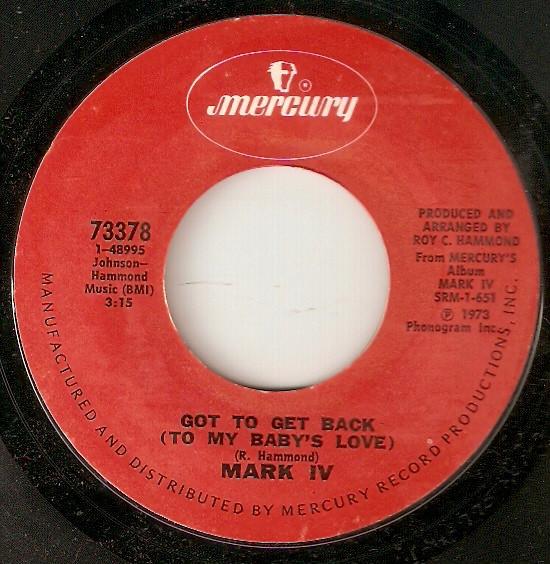 mercury
®
73378
1-48995
Johnson-
Hammond
Music (BMI)
3:15
PRODUCED AND
ARRANGED BY
ROY C. HAMMOND
From MERCURY'S
Album
MARK IV
SRM-1-651
Ⓟ 1973
Phonogram Inc.
GOT TO GET BACK
(TO MY BABY'S LOVE)
(R. Hammond)
MARK IV
MANUFACTURED AND DISTRIBUTED BY MERCURY RECORD PRODUCTIONS, INC.